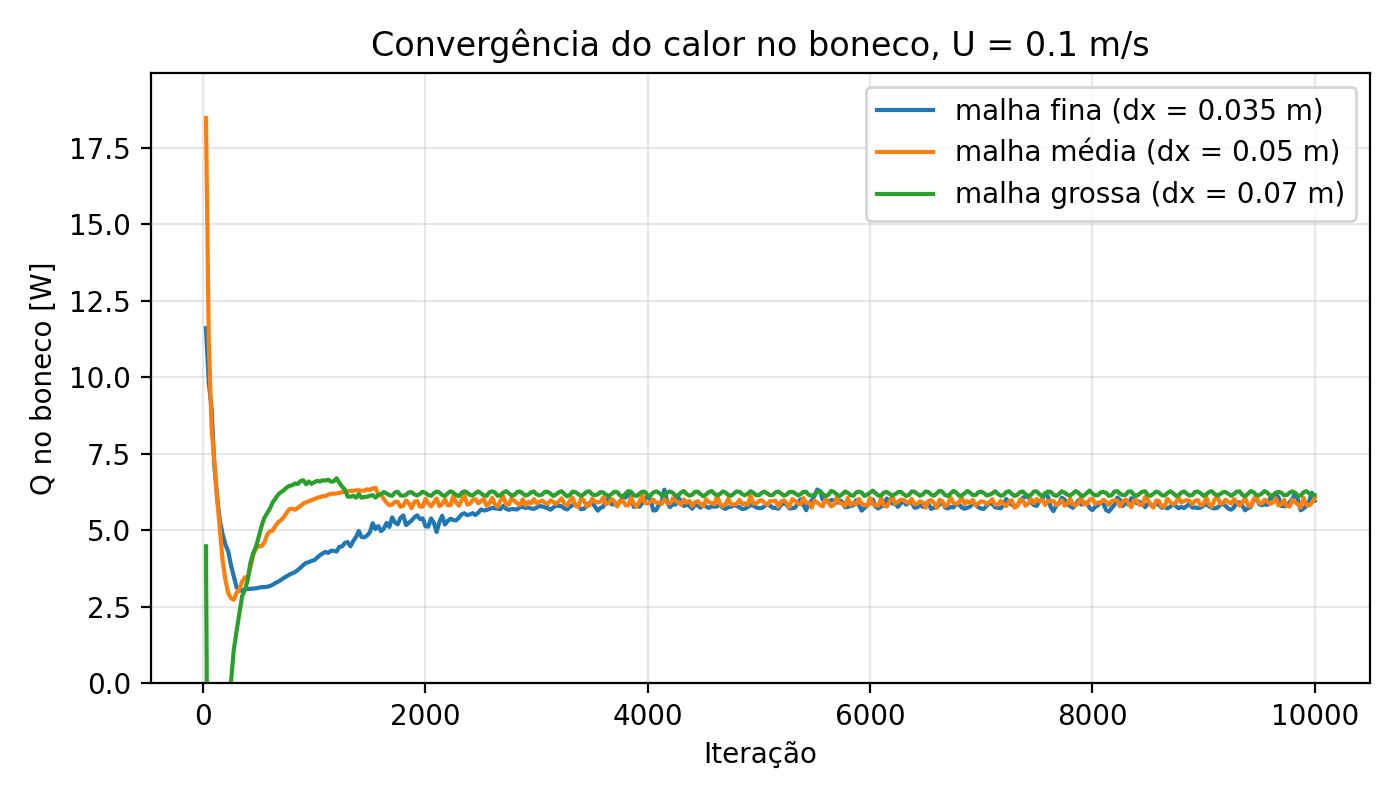 Convergência do calor no boneco, U = 0.1 m/s
malha fina (dx = 0.035 m)
malha média (dx = 0.05 m)
malha grossa (dx = 0.07 m)
Q no boneco [W]
17.5
15.0
12.5
10.0
7.5
5.0
2.5
0.0
0 2000 4000 6000 8000 10000
Iteração